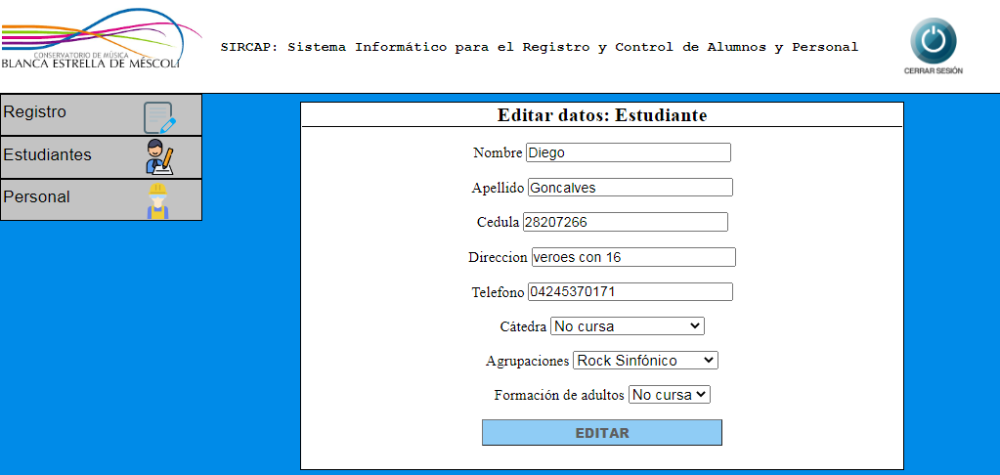 CONSERVATORIO DE MÚSICA
BLANCA ESTRELLA DE MÉSCOLI
SIRCAP: Sistema Informático para el Registro y Control de Alumnos y Personal
CERRAR SESIÓN
Registro
Estudiantes
Personal
Editar datos: Estudiante
Nombre Diego
Apellido Goncalves
Cedula 28207266
Direccion veroes con 16
Telefono 04245370171
Cátedra No cursa
Agrupaciones Rock Sinfónico
Formación de adultos No cursa
EDITAR